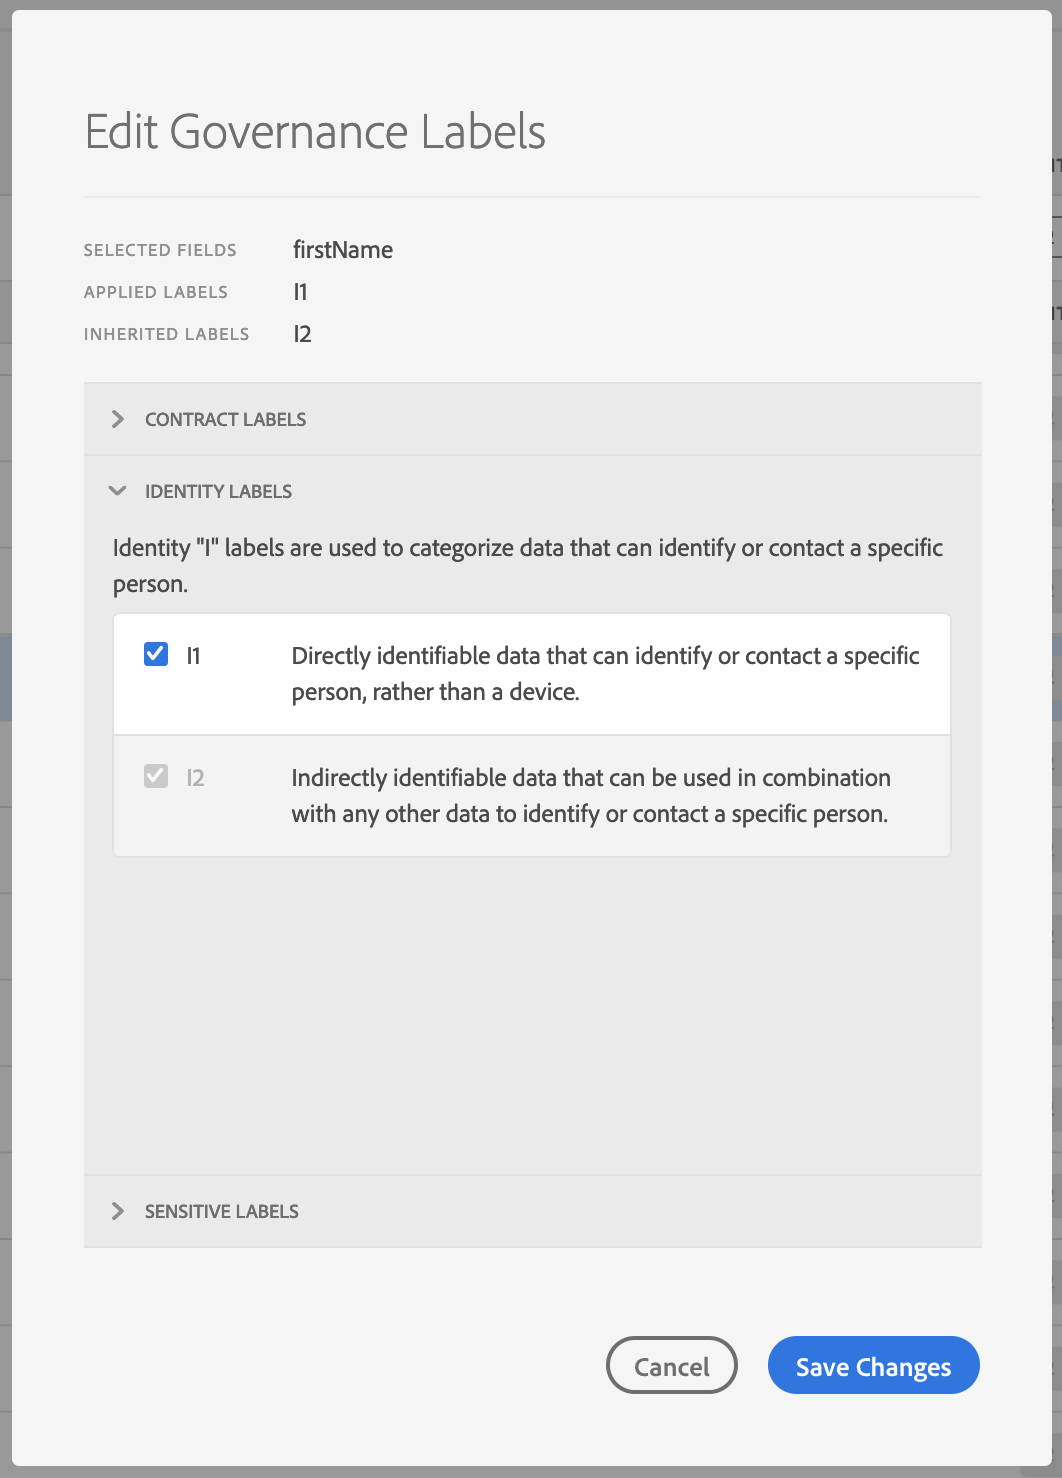 Edit Governance Labels
SELECTED FIELDS firstName
APPLIED LABELS I1
INHERITED LABELS I2
CONTRACT LABELS
IDENTITY LABELS
Identity "I" labels are used to categorize data that can identify or contact a specific
person.
I1 Directly identifiable data that can identify or contact a specific
person, rather than a device.
I2 Indirectly identifiable data that can be used in combination
with any other data to identify or contact a specific person.
SENSITIVE LABELS
Cancel Save Changes